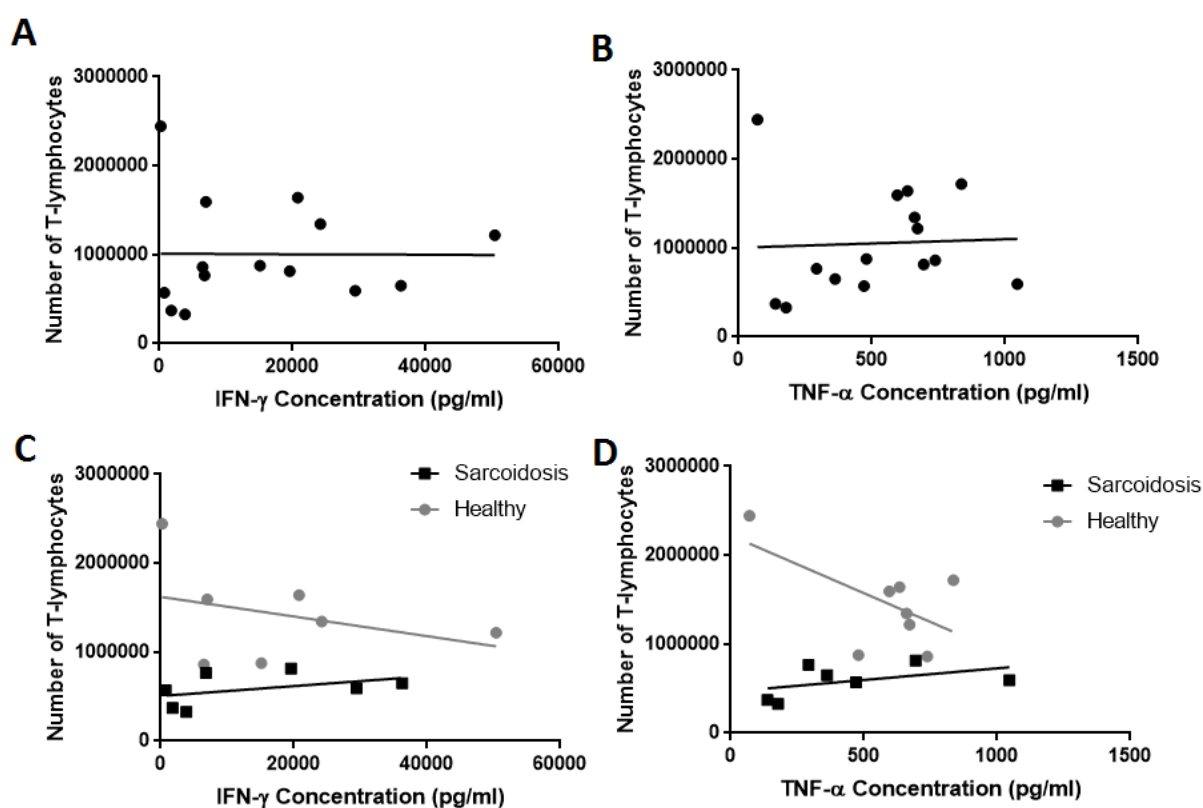 A
Number of T-lymphocytes
3000000
2000000
1000000
0
0 20000 40000 60000
IFN-γ Concentration (pg/ml)
B
Number of T-lymphocytes
3000000
2000000
1000000
0
0 500 1000 1500
TNF-α Concentration (pg/ml)
C
Number of T-lymphocytes
3000000
2000000
1000000
0
0 20000 40000 60000
IFN-γ Concentration (pg/ml)
Sarcoidosis
Healthy
D
Number of T-lymphocytes
3000000
2000000
1000000
0
0 500 1000 1500
TNF-α Concentration (pg/ml)
Sarcoidosis
Healthy